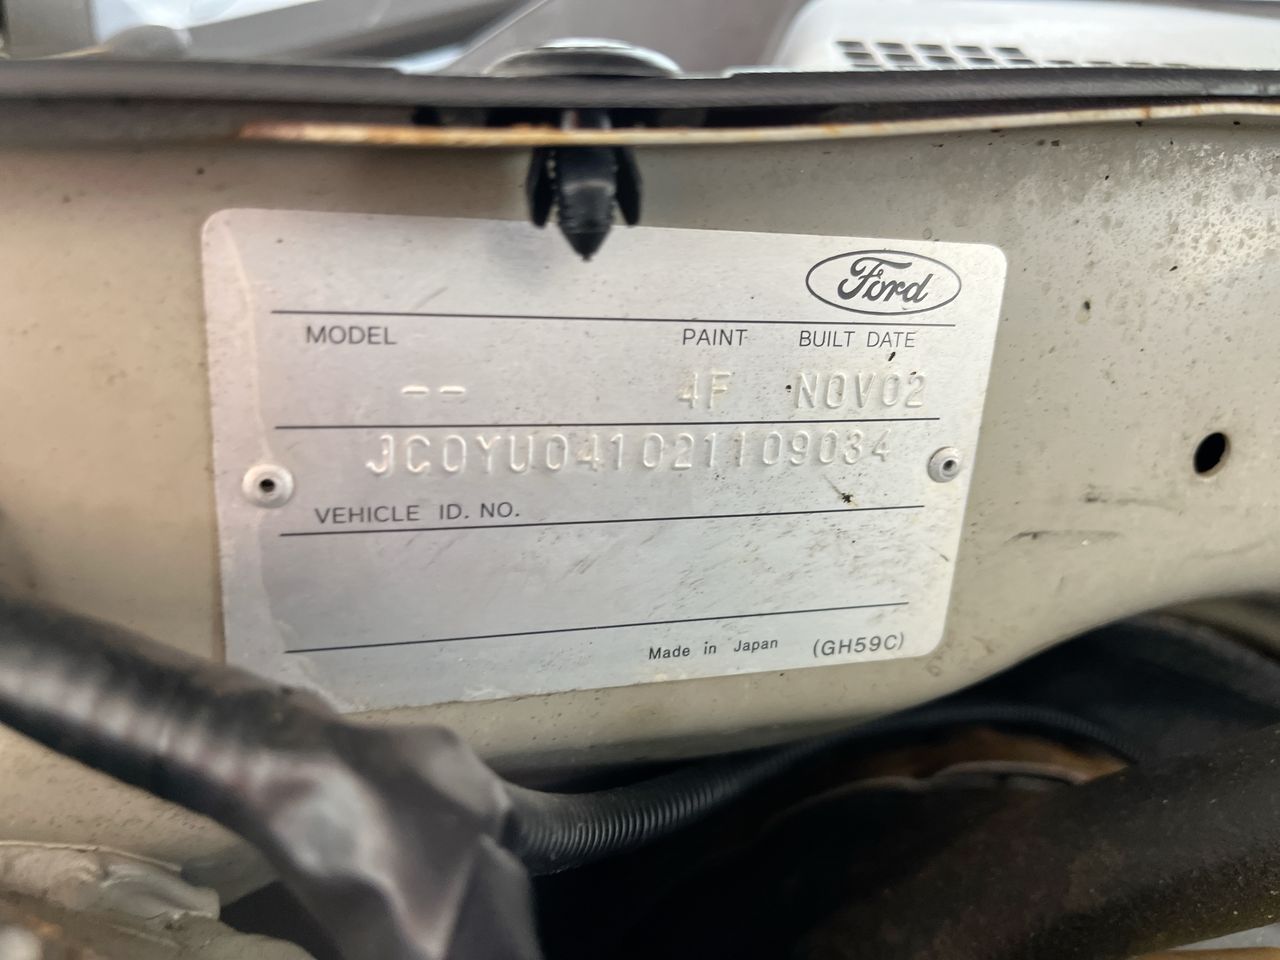 Ford
MODEL PAINT BUILT DATE
-- 4F NOV02
JC0YU041021109034
VEHICLE ID. NO.
Made in Japan (GH59C)